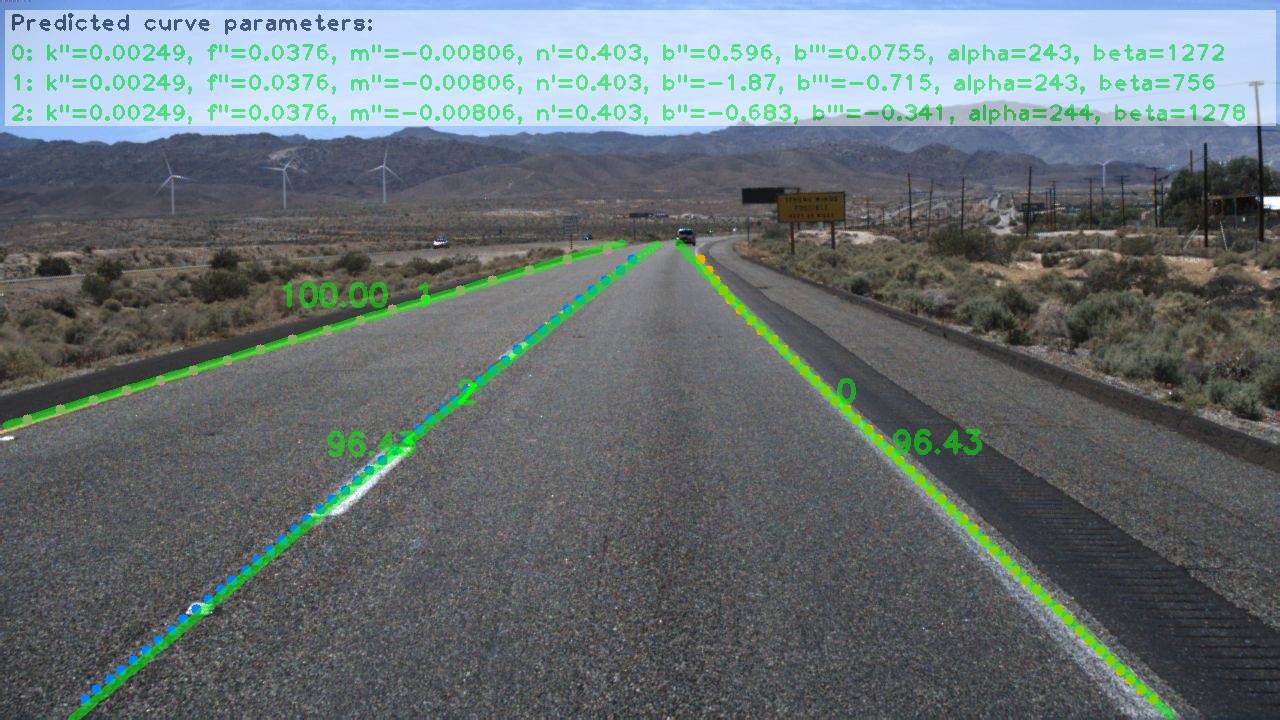 Predicted curve parameters:
0: k''=0.00249, f''=0.0376, m''=-0.00806, n'=0.403, b''=0.596, b'''=0.0755, alpha=243, beta=1272
1: k''=0.00249, f''=0.0376, m''=-0.00806, n'=0.403, b''=-1.87, b'''=-0.715, alpha=243, beta=756
2: k''=0.00249, f''=0.0376, m''=-0.00806, n'=0.403, b''=-0.683, b'''=-0.341, alpha=244, beta=1278
POSSIBLE
100.00 1
2
0
96.43
96.43